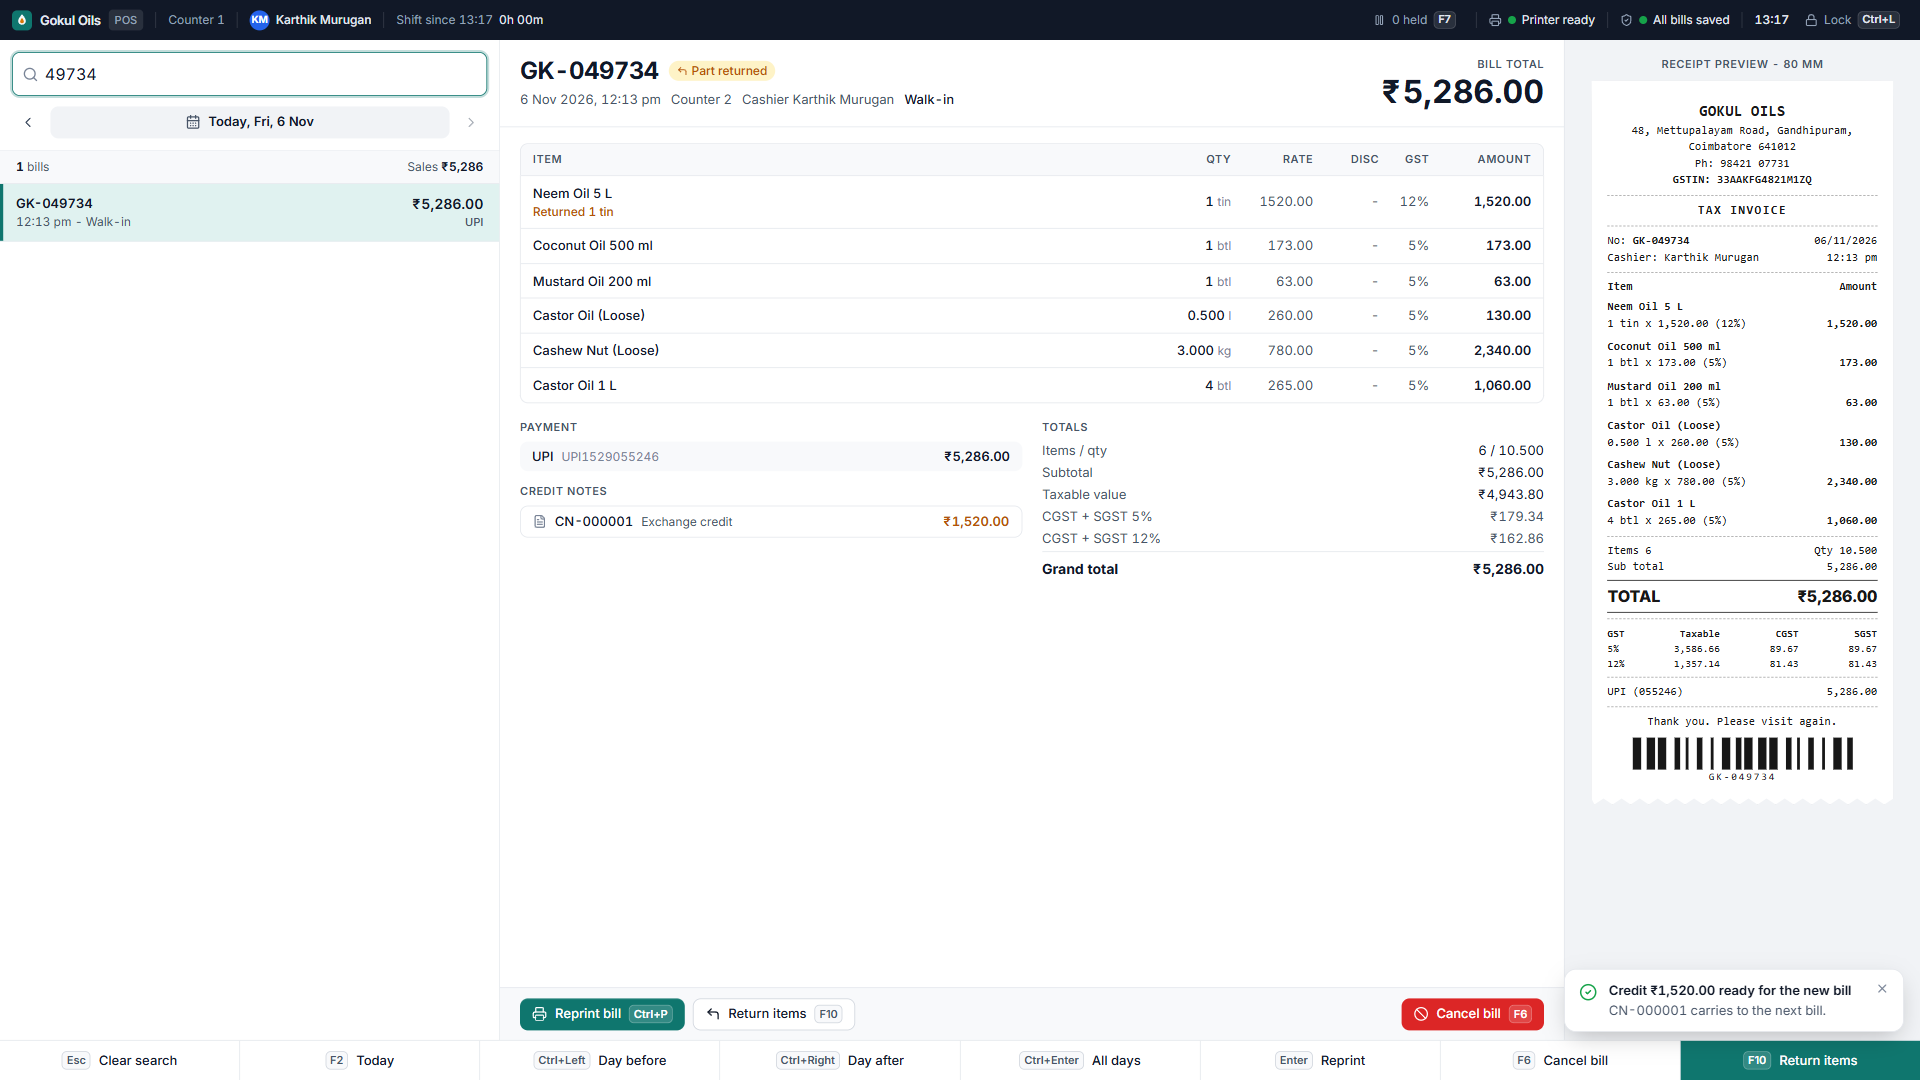 Gokul Oils POS Counter 1 KM Karthik Murugan Shift since 13:17 0h 00m 0 held F7 Printer ready All bills saved 13:17 Lock Ctrl+L
49734
Today, Fri, 6 Nov
1 bills Sales ₹5,286
GK-049734 ₹5,286.00
12:13 pm - Walk-in UPI
GK-049734 Part returned
6 Nov 2026, 12:13 pm Counter 2 Cashier Karthik Murugan Walk-in
BILL TOTAL
₹5,286.00
ITEM QTY RATE DISC GST AMOUNT
Neem Oil 5 L 1 tin 1520.00 - 12% 1,520.00
Returned 1 tin
Coconut Oil 500 ml 1 btl 173.00 - 5% 173.00
Mustard Oil 200 ml 1 btl 63.00 - 5% 63.00
Castor Oil (Loose) 0.500 l 260.00 - 5% 130.00
Cashew Nut (Loose) 3.000 kg 780.00 - 5% 2,340.00
Castor Oil 1 L 4 btl 265.00 - 5% 1,060.00
PAYMENT
UPI UPI1529055246 ₹5,286.00
CREDIT NOTES
CN-000001 Exchange credit ₹1,520.00
TOTALS
Items / qty 6 / 10.500
Subtotal ₹5,286.00
Taxable value ₹4,943.80
CGST + SGST 5% ₹179.34
CGST + SGST 12% ₹162.86
Grand total ₹5,286.00
Reprint bill Ctrl+P Return items F10 Cancel bill F6
RECEIPT PREVIEW - 80 MM
GOKUL OILS
48, Mettupalayam Road, Gandhipuram,
Coimbatore 641012
Ph: 98421 07731
GSTIN: 33AAKFG4821M1ZQ
TAX INVOICE
No: GK-049734 06/11/2026
Cashier: Karthik Murugan 12:13 pm
Item Amount
Neem Oil 5 L
1 tin x 1,520.00 (12%) 1,520.00
Coconut Oil 500 ml
1 btl x 173.00 (5%) 173.00
Mustard Oil 200 ml
1 btl x 63.00 (5%) 63.00
Castor Oil (Loose)
0.500 l x 260.00 (5%) 130.00
Cashew Nut (Loose)
3.000 kg x 780.00 (5%) 2,340.00
Castor Oil 1 L
4 btl x 265.00 (5%) 1,060.00
Items 6 Qty 10.500
Sub total 5,286.00
TOTAL ₹5,286.00
GST Taxable CGST SGST
5% 3,586.66 89.67 89.67
12% 1,357.14 81.43 81.43
UPI (055246) 5,286.00
Thank you. Please visit again.
GK-049734
Credit ₹1,520.00 ready for the new bill
CN-000001 carries to the next bill.
Esc Clear search F2 Today Ctrl+Left Day before Ctrl+Right Day after Ctrl+Enter All days Enter Reprint F6 Cancel bill F10 Return items